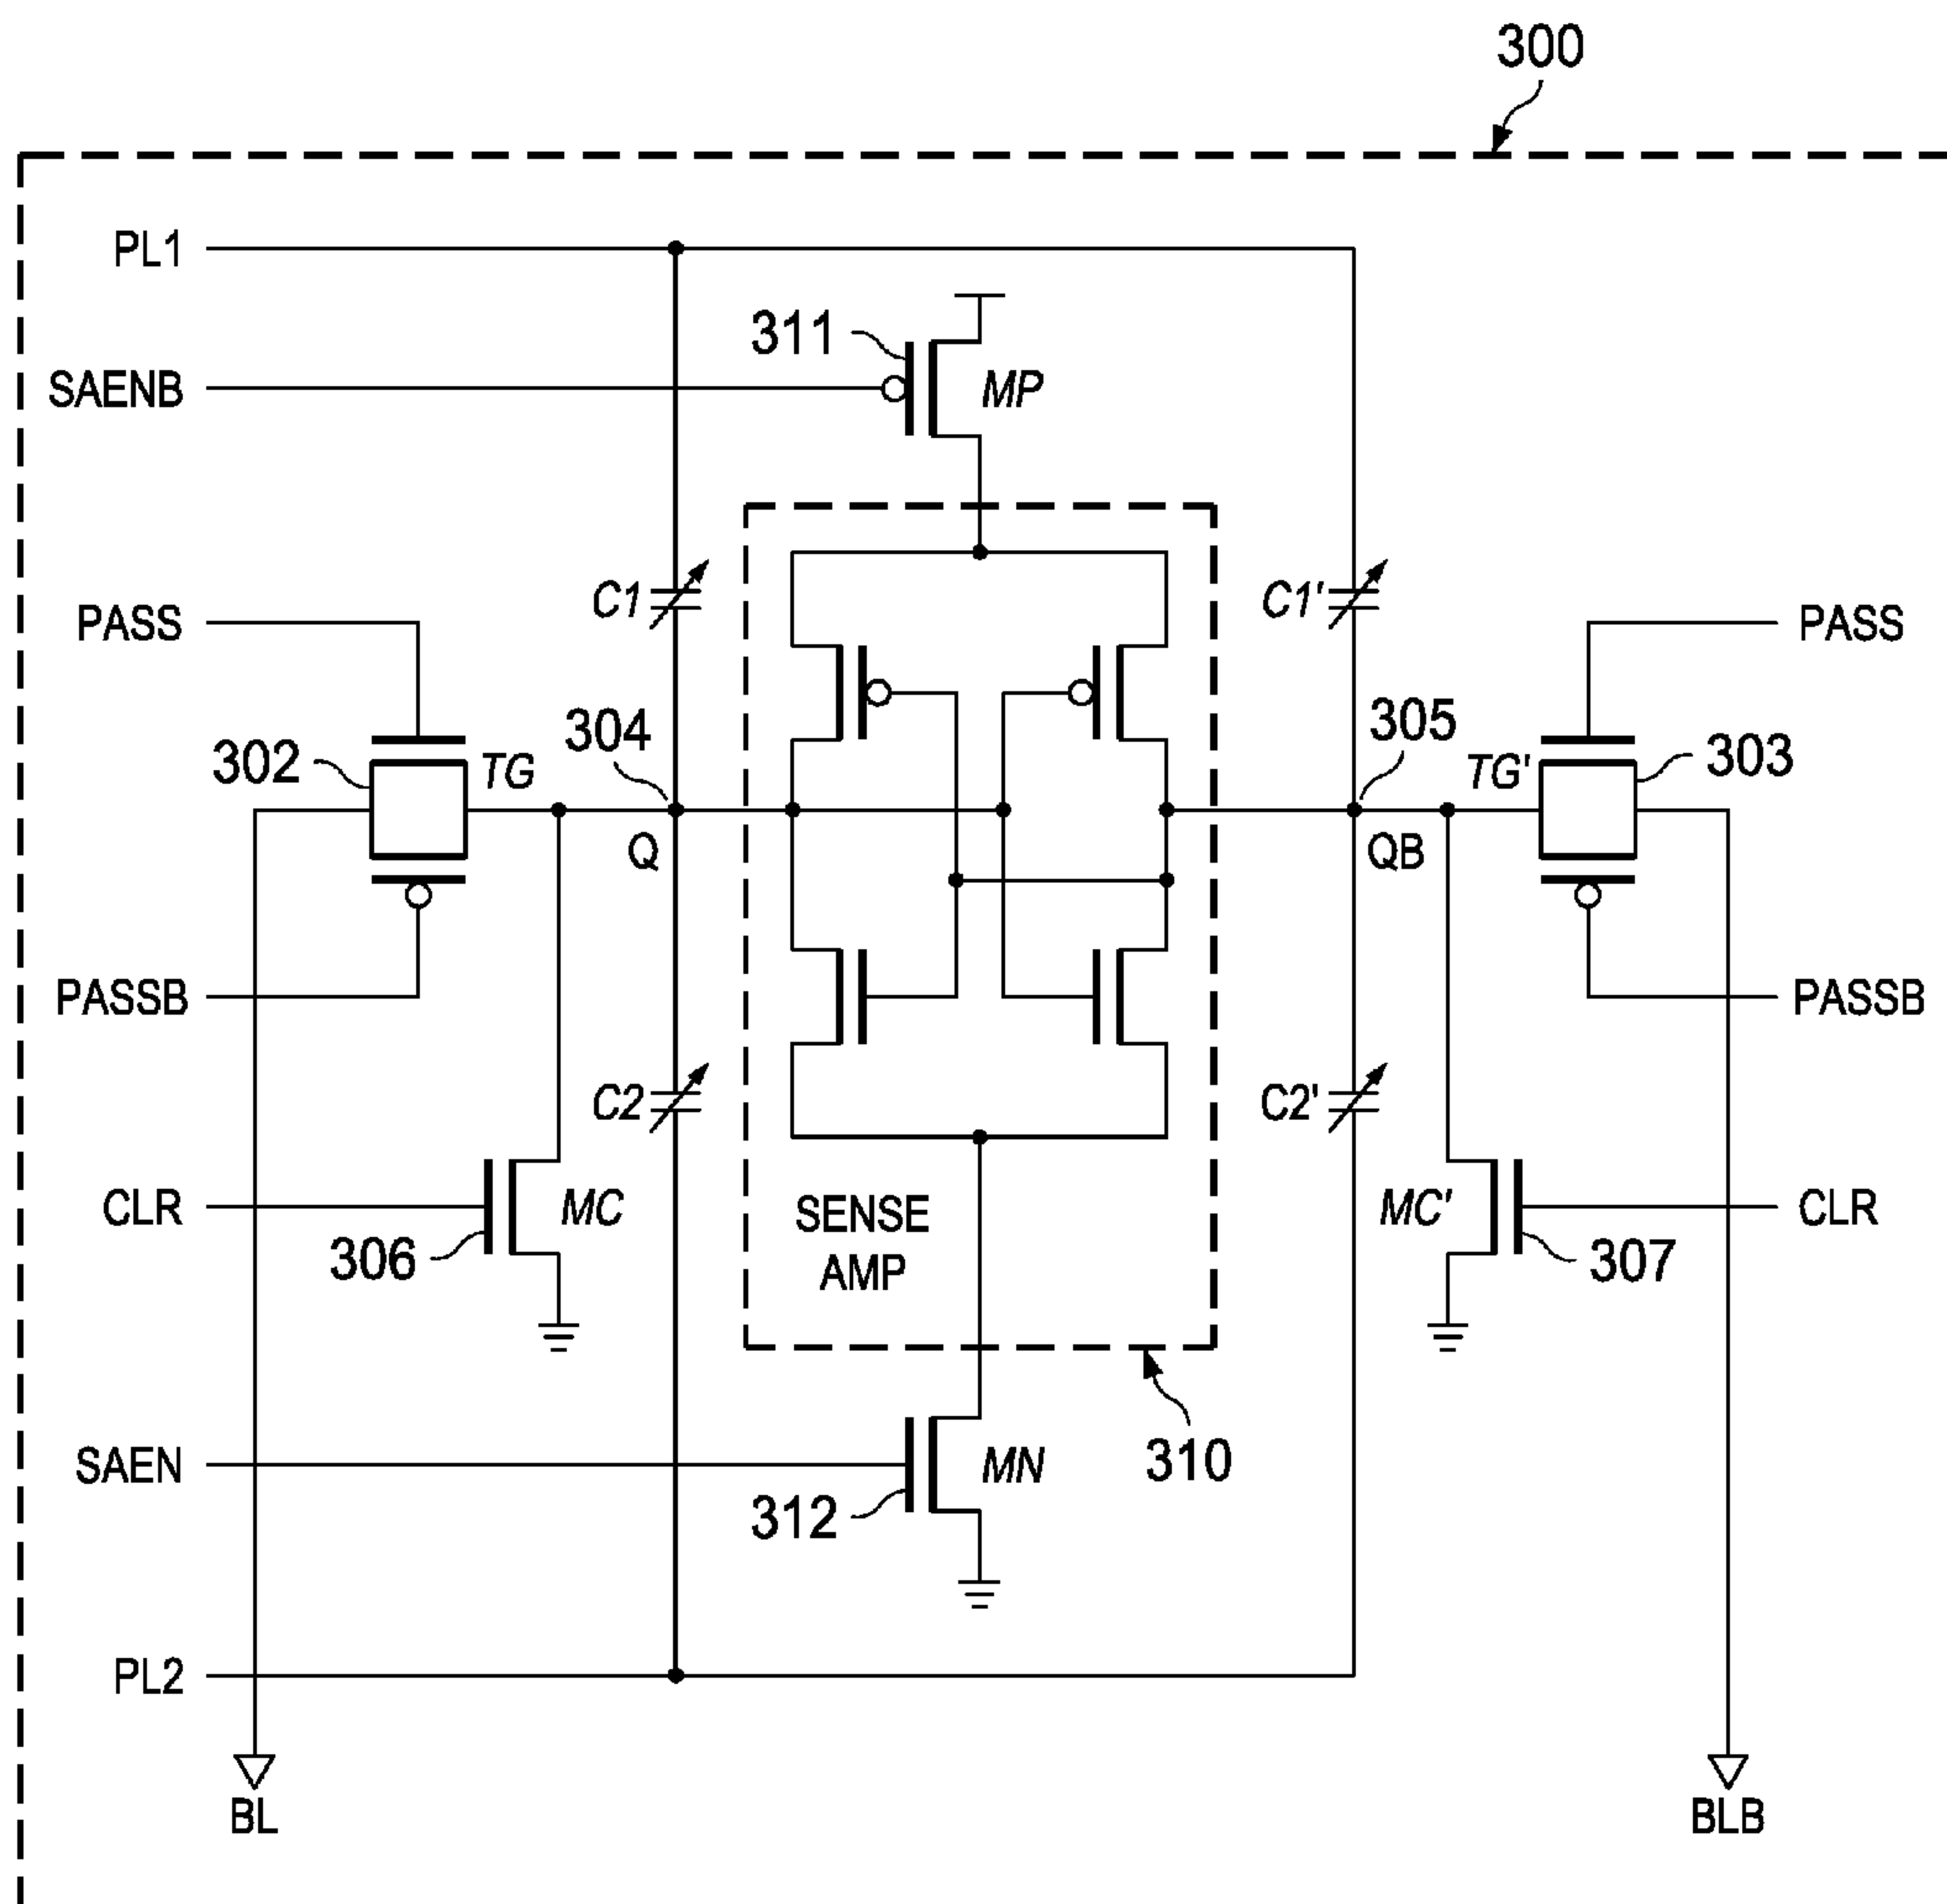 300
PL1
311
SAENB
MP
C1
C1'
PASS
PASS
304
305
302
TG
TG'
303
Q
QB
PASSB
PASSB
C2
C2'
CLR
MC
SENSE
AMP
MC'
CLR
306
307
SAEN
MN
310
312
PL2
BL
BLB